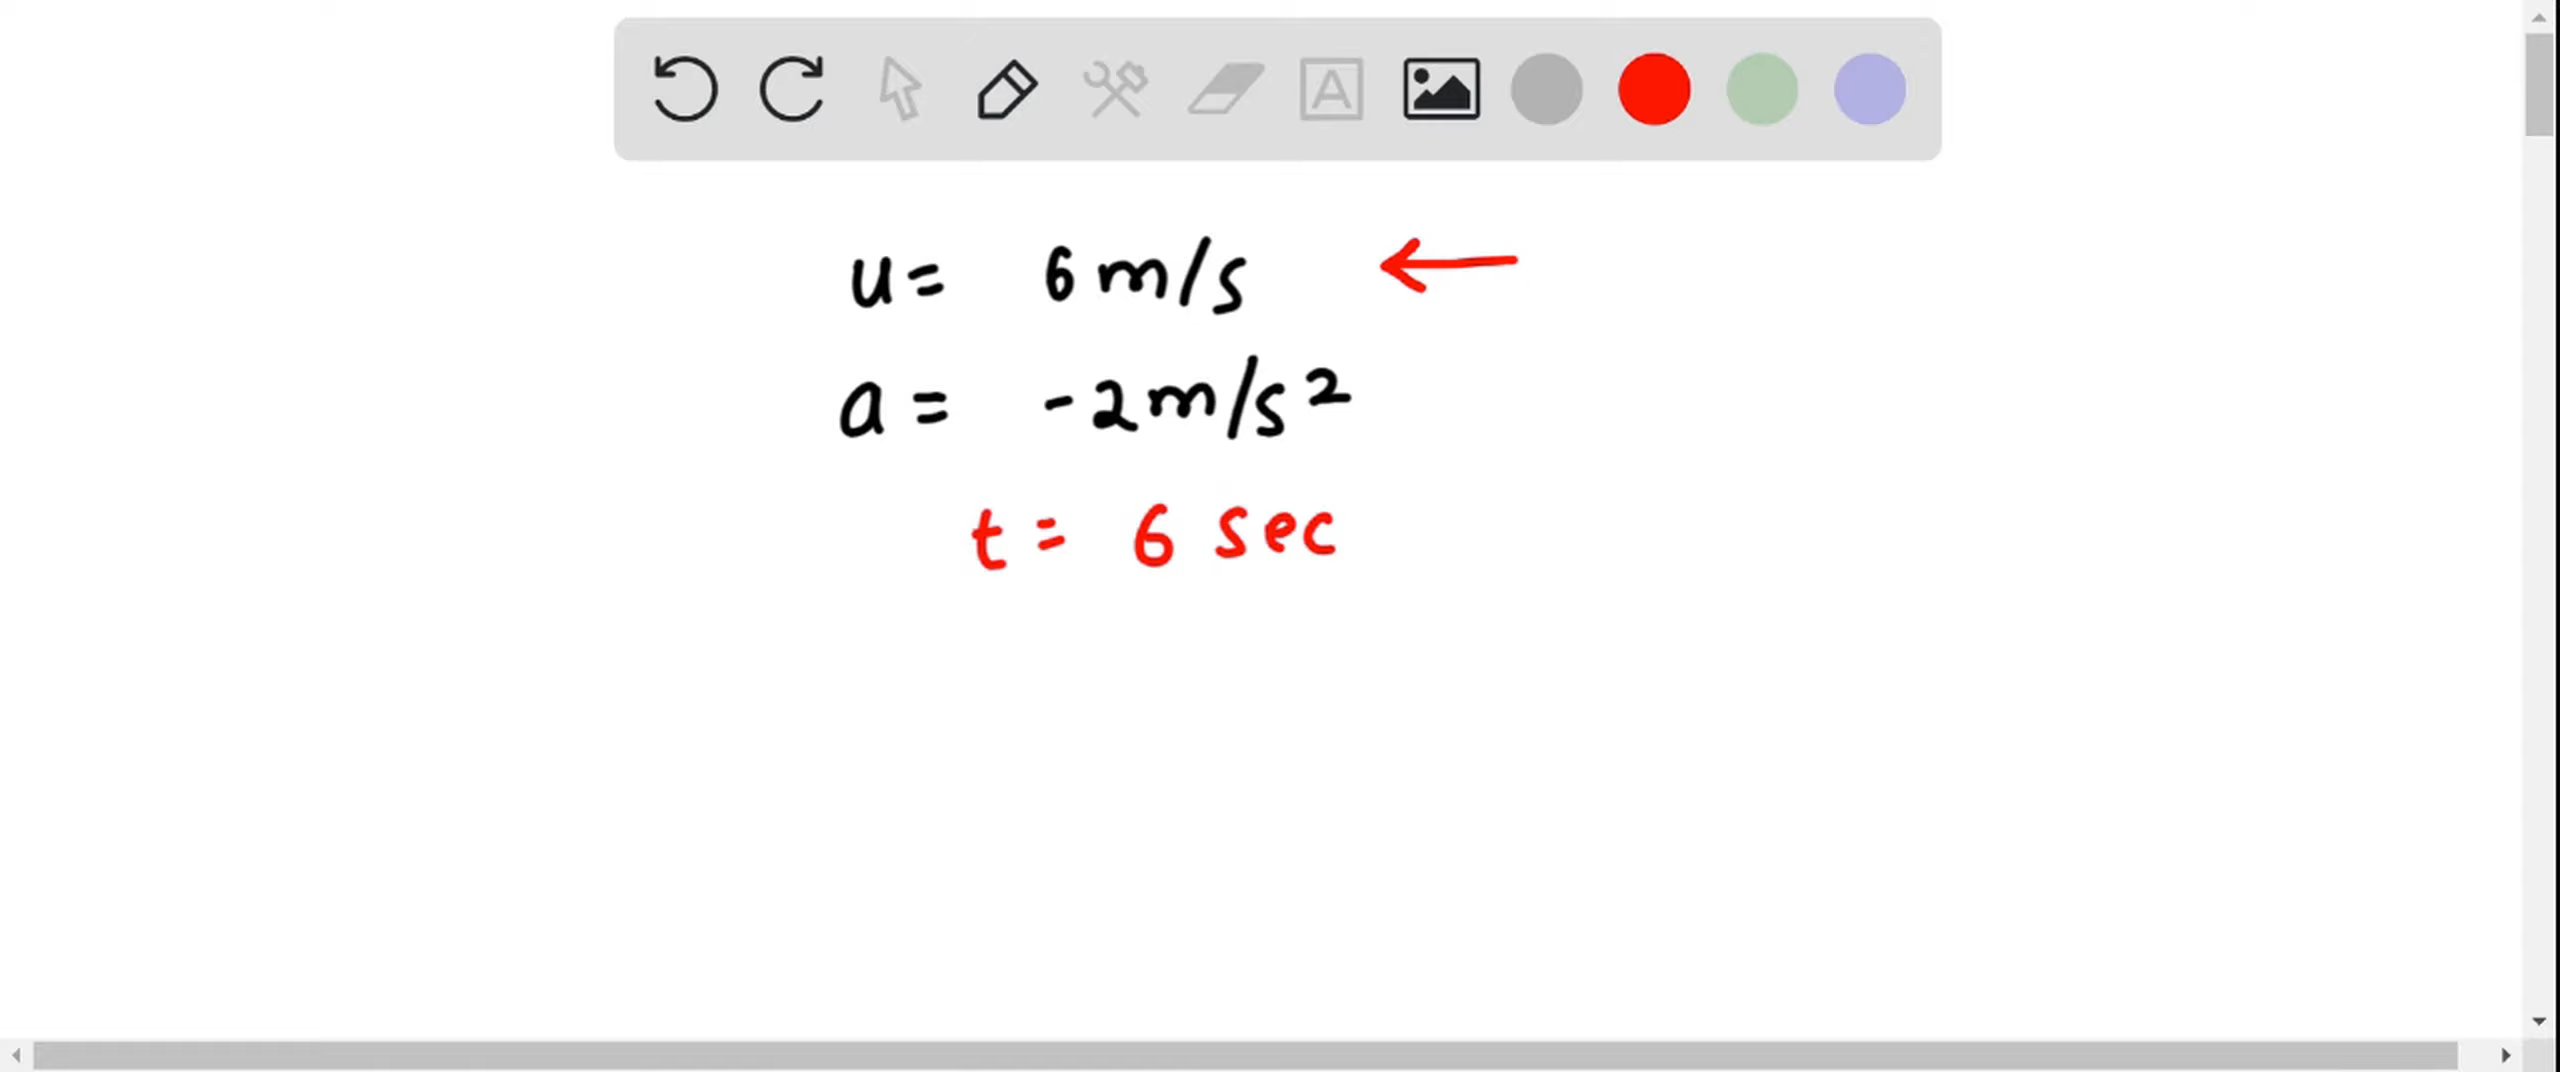 A
u = 6 m/s
a = -2 m/s²
t = 6 sec